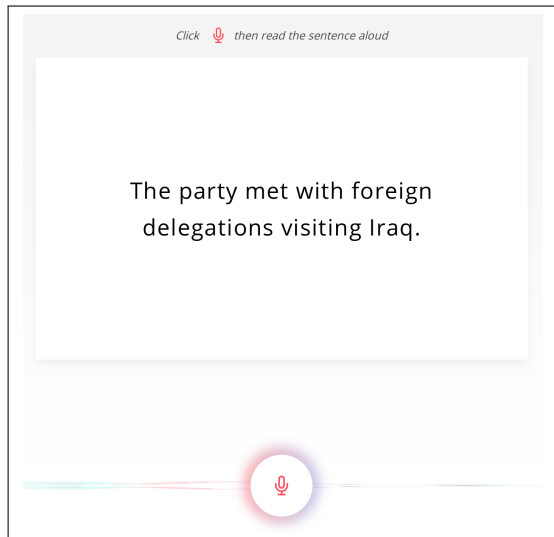 Click then read the sentence aloud
The party met with foreign
delegations visiting Iraq.